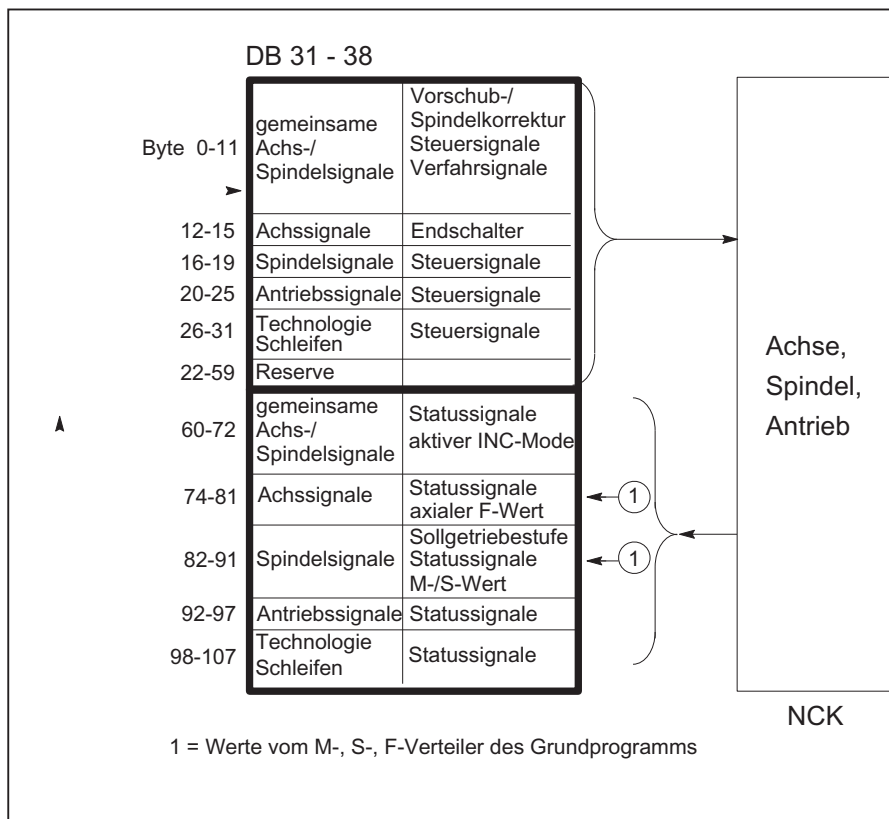 DB 31 - 38
Byte 0-11
gemeinsame
Achs-/
Spindelsignale
Vorschub-/
Spindelkorrektur
Steuersignale
Verfahrsignale
12-15 Achssignale Endschalter
16-19 Spindelsignale Steuersignale
20-25 Antriebssignale Steuersignale
26-31
Technologie
Schleifen
Steuersignale
22-59 Reserve
60-72
gemeinsame
Achs-/
Spindelsignale
Statussignale
aktiver INC-Mode
74-81 Achssignale
Statussignale
axialer F-Wert
1
82-91 Spindelsignale
Sollgetriebestufe
Statussignale
M-/S-Wert
1
92-97 Antriebssignale Statussignale
98-107
Technologie
Schleifen
Statussignale
Achse,
Spindel,
Antrieb
NCK
1 = Werte vom M-, S-, F-Verteiler des Grundprogramms